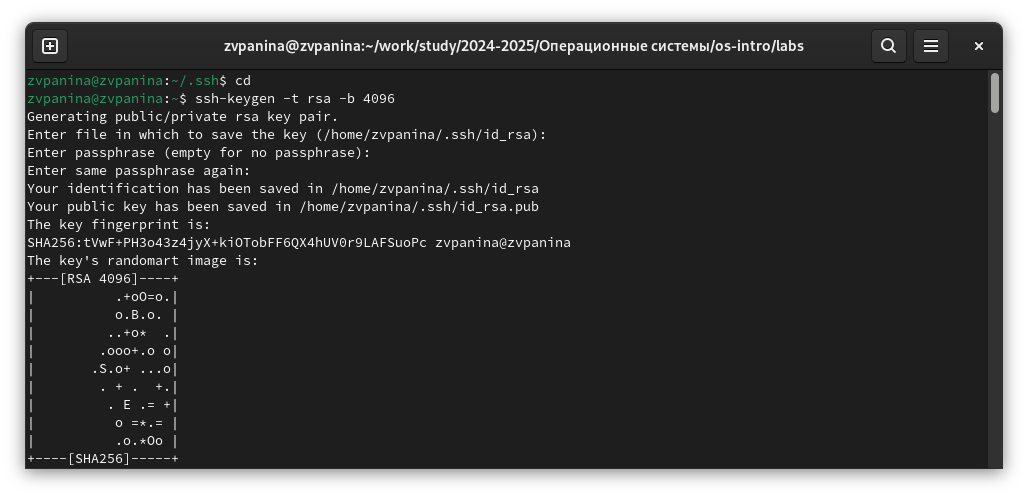 zvpanina@zvpanina:~/work/study/2024-2025/Операционные системы/os-intro/labs
zvpanina@zvpanina:~/.ssh$ cd
zvpanina@zvpanina:~$ ssh-keygen -t rsa -b 4096
Generating public/private rsa key pair.
Enter file in which to save the key (/home/zvpanina/.ssh/id_rsa):
Enter passphrase (empty for no passphrase):
Enter same passphrase again:
Your identification has been saved in /home/zvpanina/.ssh/id_rsa
Your public key has been saved in /home/zvpanina/.ssh/id_rsa.pub
The key fingerprint is:
SHA256:tVwF+PH3o43z4jyX+kiOTobFF6QX4hUV0r9LAFSuoPc zvpanina@zvpanina
The key's randomart image is:
+---[RSA 4096]----+
|          .+oO=o.|
|          o.B.o. |
|         ..+o*  .|
|        .ooo+.o o|
|       .S.o+ ...o|
|        . + .  +.|
|         . E .= +|
|          o =*.= |
|          .o.*Oo |
+----[SHA256]-----+